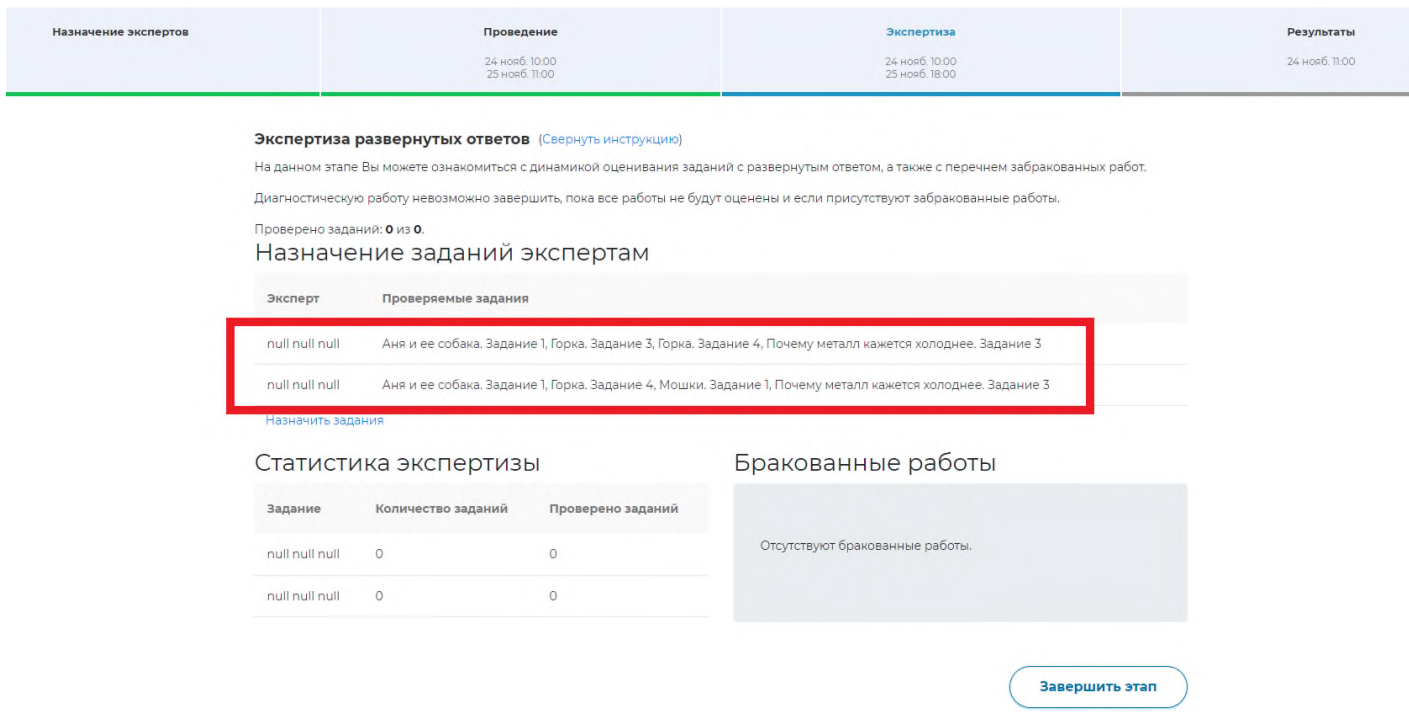 Назначение экспертов
Проведение
Экспертиза
Результаты
24 нояб. 10:00
25 нояб. 11:00
24 нояб. 10:00
25 нояб. 18:00
24 нояб. 11:00
Экспертиза развернутых ответов (Свернуть инструкцию)
На данном этапе Вы можете ознакомиться с динамикой оценивания заданий с развернутым ответом, а также с перечнем забракованных работ.
Диагностическую работу невозможно завершить, пока все работы не будут оценены и если присутствуют забракованные работы.
Проверено заданий: 0 из 0.
Назначение заданий экспертам
Эксперт Проверяемые задания
null null null Аня и ее собака. Задание 1, Горка. Задание 3, Горка. Задание 4, Почему металл кажется холоднее. Задание 3
null null null Аня и ее собака. Задание 1, Горка. Задание 4, Мошки. Задание 1, Почему металл кажется холоднее. Задание 3
Назначить задания
Статистика экспертизы
Задание Количество заданий Проверено заданий
null null null 0 0
null null null 0 0
Бракованные работы
Отсутствуют бракованные работы.
Завершить этап